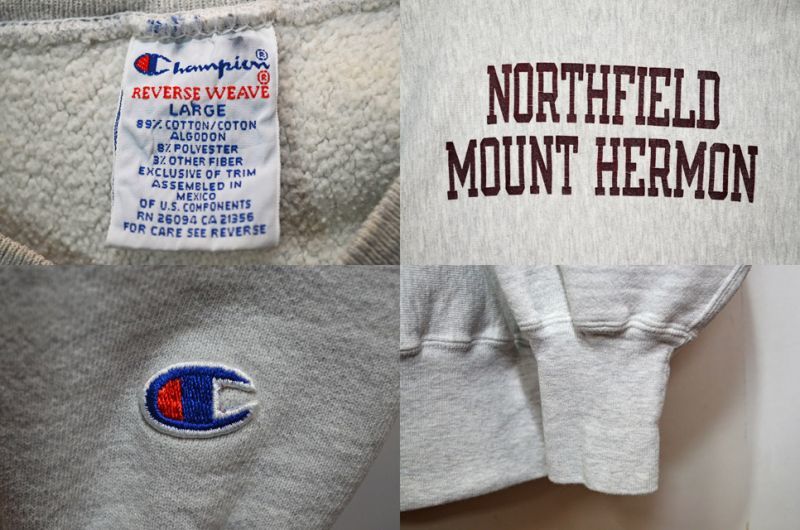 Champion®
REVERSE WEAVE®
LARGE
89% COTTON/COTON
ALGODON
8% POLYESTER
3% OTHER FIBER
EXCLUSIVE OF TRIM
ASSEMBLED IN
MEXICO
OF U.S. COMPONENTS
RN 26094 CA 21356
FOR CARE SEE REVERSE
NORTHFIELD
MOUNT HERMON